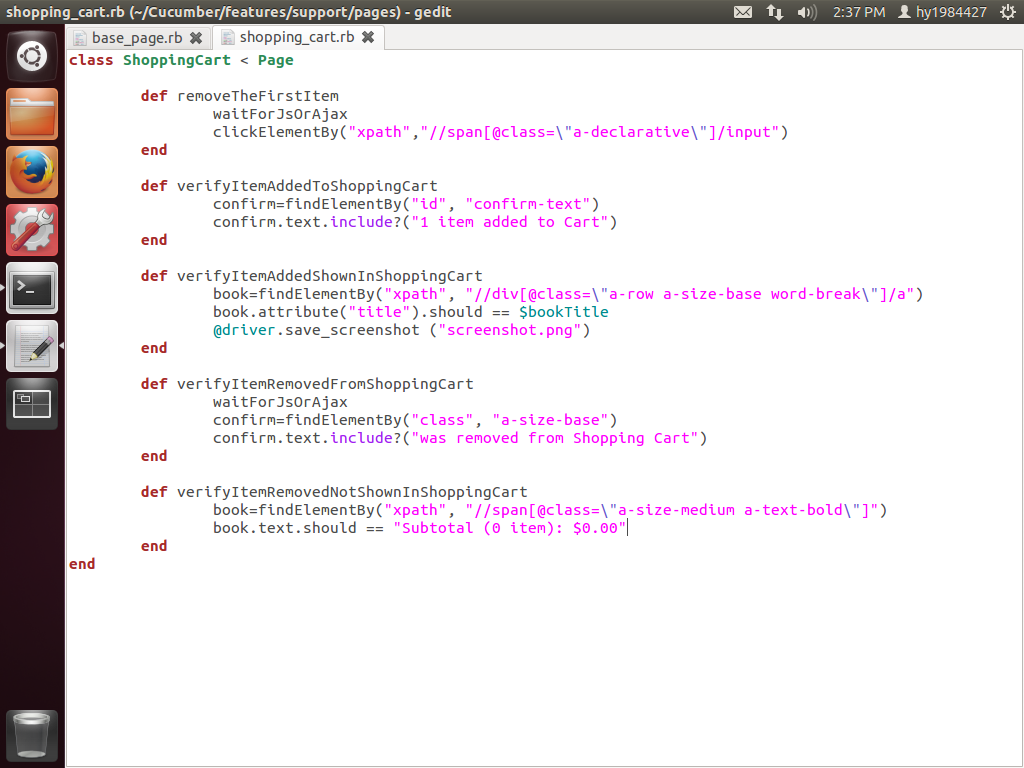 shopping_cart.rb (~/Cucumber/features/support/pages) - gedit
2:37 PM hy1984427
base_page.rb shopping_cart.rb
class ShoppingCart < Page
def removeTheFirstItem
waitForJsOrAjax
clickElementBy("xpath","//span[@class=\"a-declarative\"]/input")
end
def verifyItemAddedToShoppingCart
confirm=findElementBy("id", "confirm-text")
confirm.text.include?("1 item added to Cart")
end
def verifyItemAddedShownInShoppingCart
book=findElementBy("xpath", "//div[@class=\"a-row a-size-base word-break\"]/a")
book.attribute("title").should == $bookTitle
@driver.save_screenshot ("screenshot.png")
end
def verifyItemRemovedFromShoppingCart
waitForJsOrAjax
confirm=findElementBy("class", "a-size-base")
confirm.text.include?("was removed from Shopping Cart")
end
def verifyItemRemovedNotShownInShoppingCart
book=findElementBy("xpath", "//span[@class=\"a-size-medium a-text-bold\"]")
book.text.should == "Subtotal (0 item): $0.00"
end
end